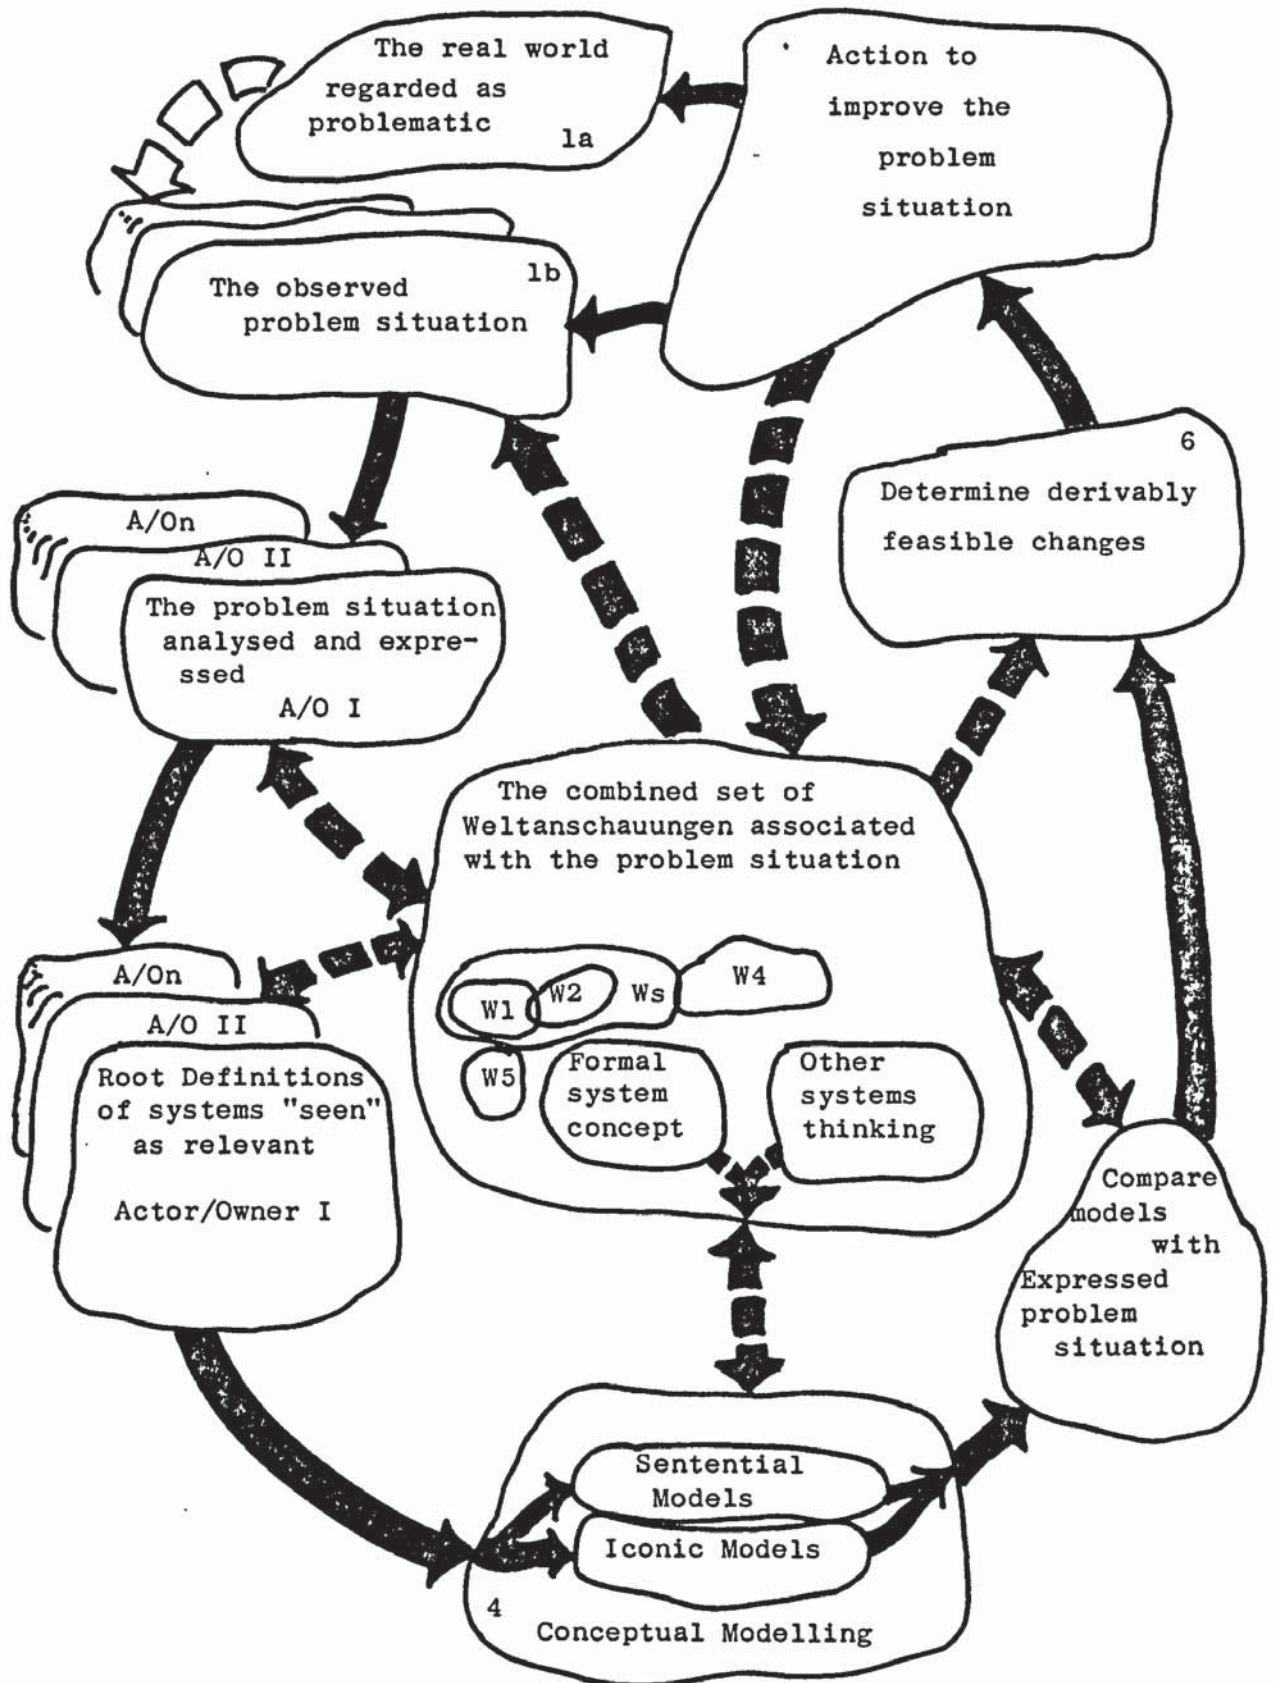 The real world
regarded as
problematic
1a
Action to
improve the
problem
situation
1b
The observed
problem situation
6
Determine derivably
feasible changes
A/On
A/O II
The problem situation
analysed and expre-
ssed
A/O I
The combined set of
Weltanschauungen associated
with the problem situation
W1
W2
Ws
W4
W5
Formal
system
concept
Other
systems
thinking
A/On
A/O II
Root Definitions
of systems "seen"
as relevant
Actor/Owner I
Compare
models
with
Expressed
problem
situation
Sentential
Models
Iconic Models
4
Conceptual Modelling